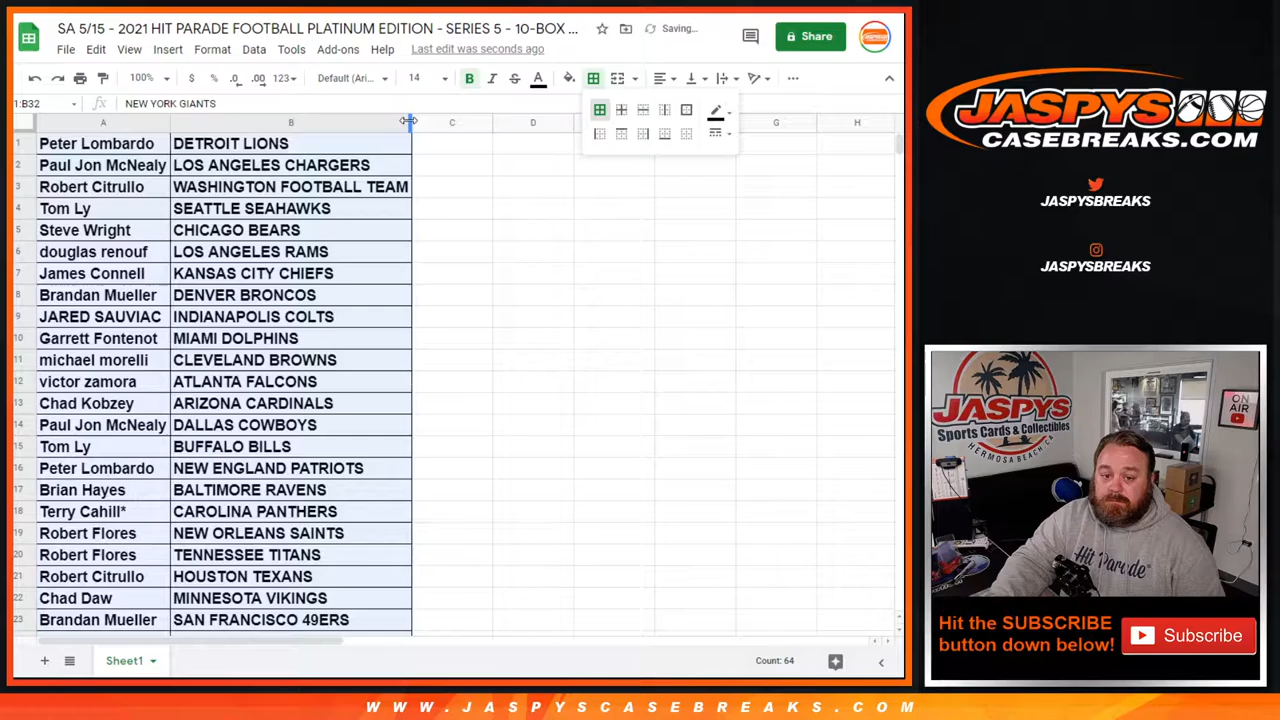 SA 5/15 - 2021 HIT PARADE FOOTBALL PLATINUM EDITION - SERIES 5 - 10-BOX ...
Saving...
Share
File Edit View Insert Format Data Tools Add-ons Help Last edit was seconds ago
100% $ % .0 .00 123 Default (Ari... 14 B I S A
1:B32 fx NEW YORK GIANTS
A B C D G H
1 Peter Lombardo DETROIT LIONS
2 Paul Jon McNealy LOS ANGELES CHARGERS
3 Robert Citrullo WASHINGTON FOOTBALL TEAM
4 Tom Ly SEATTLE SEAHAWKS
5 Steve Wright CHICAGO BEARS
6 douglas renouf LOS ANGELES RAMS
7 James Connell KANSAS CITY CHIEFS
8 Brandan Mueller DENVER BRONCOS
9 JARED SAUVIAC INDIANAPOLIS COLTS
10 Garrett Fontenot MIAMI DOLPHINS
11 michael morelli CLEVELAND BROWNS
12 victor zamora ATLANTA FALCONS
13 Chad Kobzey ARIZONA CARDINALS
14 Paul Jon McNealy DALLAS COWBOYS
15 Tom Ly BUFFALO BILLS
16 Peter Lombardo NEW ENGLAND PATRIOTS
17 Brian Hayes BALTIMORE RAVENS
18 Terry Cahill* CAROLINA PANTHERS
19 Robert Flores NEW ORLEANS SAINTS
20 Robert Flores TENNESSEE TITANS
21 Robert Citrullo HOUSTON TEXANS
22 Chad Daw MINNESOTA VIKINGS
23 Brandan Mueller SAN FRANCISCO 49ERS
Sheet1
Count: 64
JASPYS
CASEBREAKS.COM
JASPYSBREAKS
JASPYSBREAKS
JASPYS
Sports Cards & Collectibles
HERMOSA BEACH CA
ON
AIR
Hit Parade
Hit the SUBSCRIBE
button down below!
Subscribe
WWW.JASPYSCASEBREAKS.COM